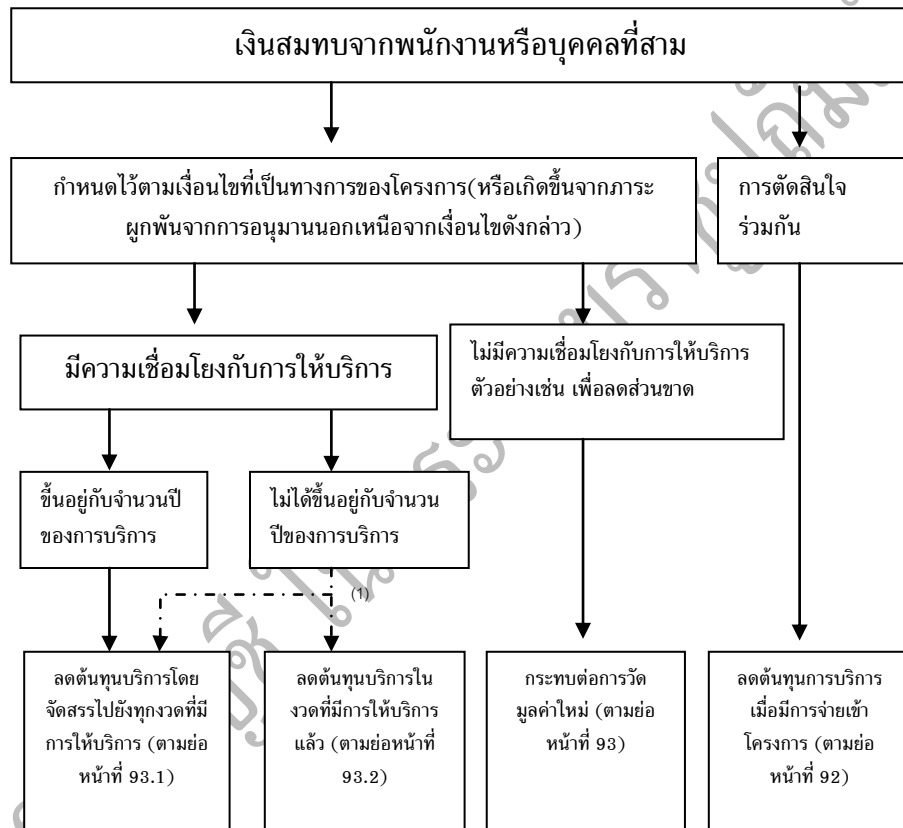 เงินสมทบจากพนักงานหรือบุคคลที่สาม
กำหนดไว้ตามเงื่อนไขที่เป็นทางการของโครงการ(หรือเกิดขึ้นจากภาระ
ผูกพันจากการอนุมานนอกเหนือจากเงื่อนไขดังกล่าว)
การตัดสินใจ
ร่วมกัน
มีความเชื่อมโยงกับการให้บริการ
ไม่มีความเชื่อมโยงกับการให้บริการ
ตัวอย่างเช่น เพื่อลดส่วนขาด
ขึ้นอยู่กับจำนวนปี
ของการบริการ
ไม่ได้ขึ้นอยู่กับจำนวน
ปีของการบริการ
(1)
ลดต้นทุนบริการโดย
จัดสรรไปยังทุกงวดที่มี
การให้บริการ (ตามย่อ
หน้าที่ 93.1)
ลดต้นทุนบริการใน
งวดที่มีการให้บริการ
แล้ว (ตามย่อหน้าที่
93.2)
กระทบต่อการวัด
มูลค่าใหม่ (ตามย่อ
หน้าที่ 93)
ลดต้นทุนการบริการ
เมื่อมีการจ่ายเข้า
โครงการ (ตามย่อ
หน้าที่ 92)